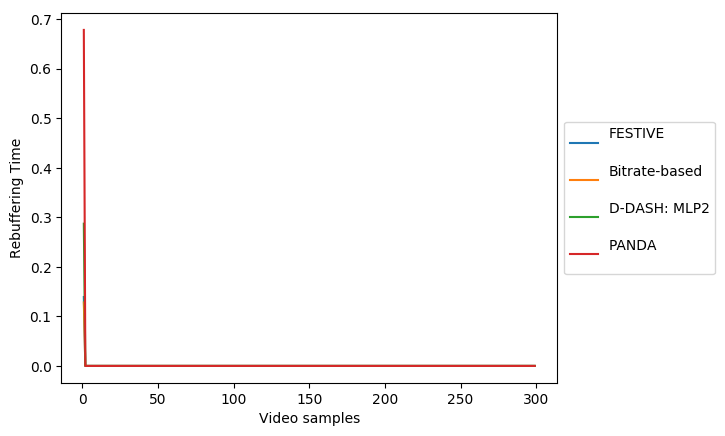 0.7
0.6
0.5
0.4
0.3
0.2
0.1
0.0
Rebuffering Time
0
50
100
150
200
250
300
Video samples
FESTIVE
Bitrate-based
D-DASH: MLP2
PANDA